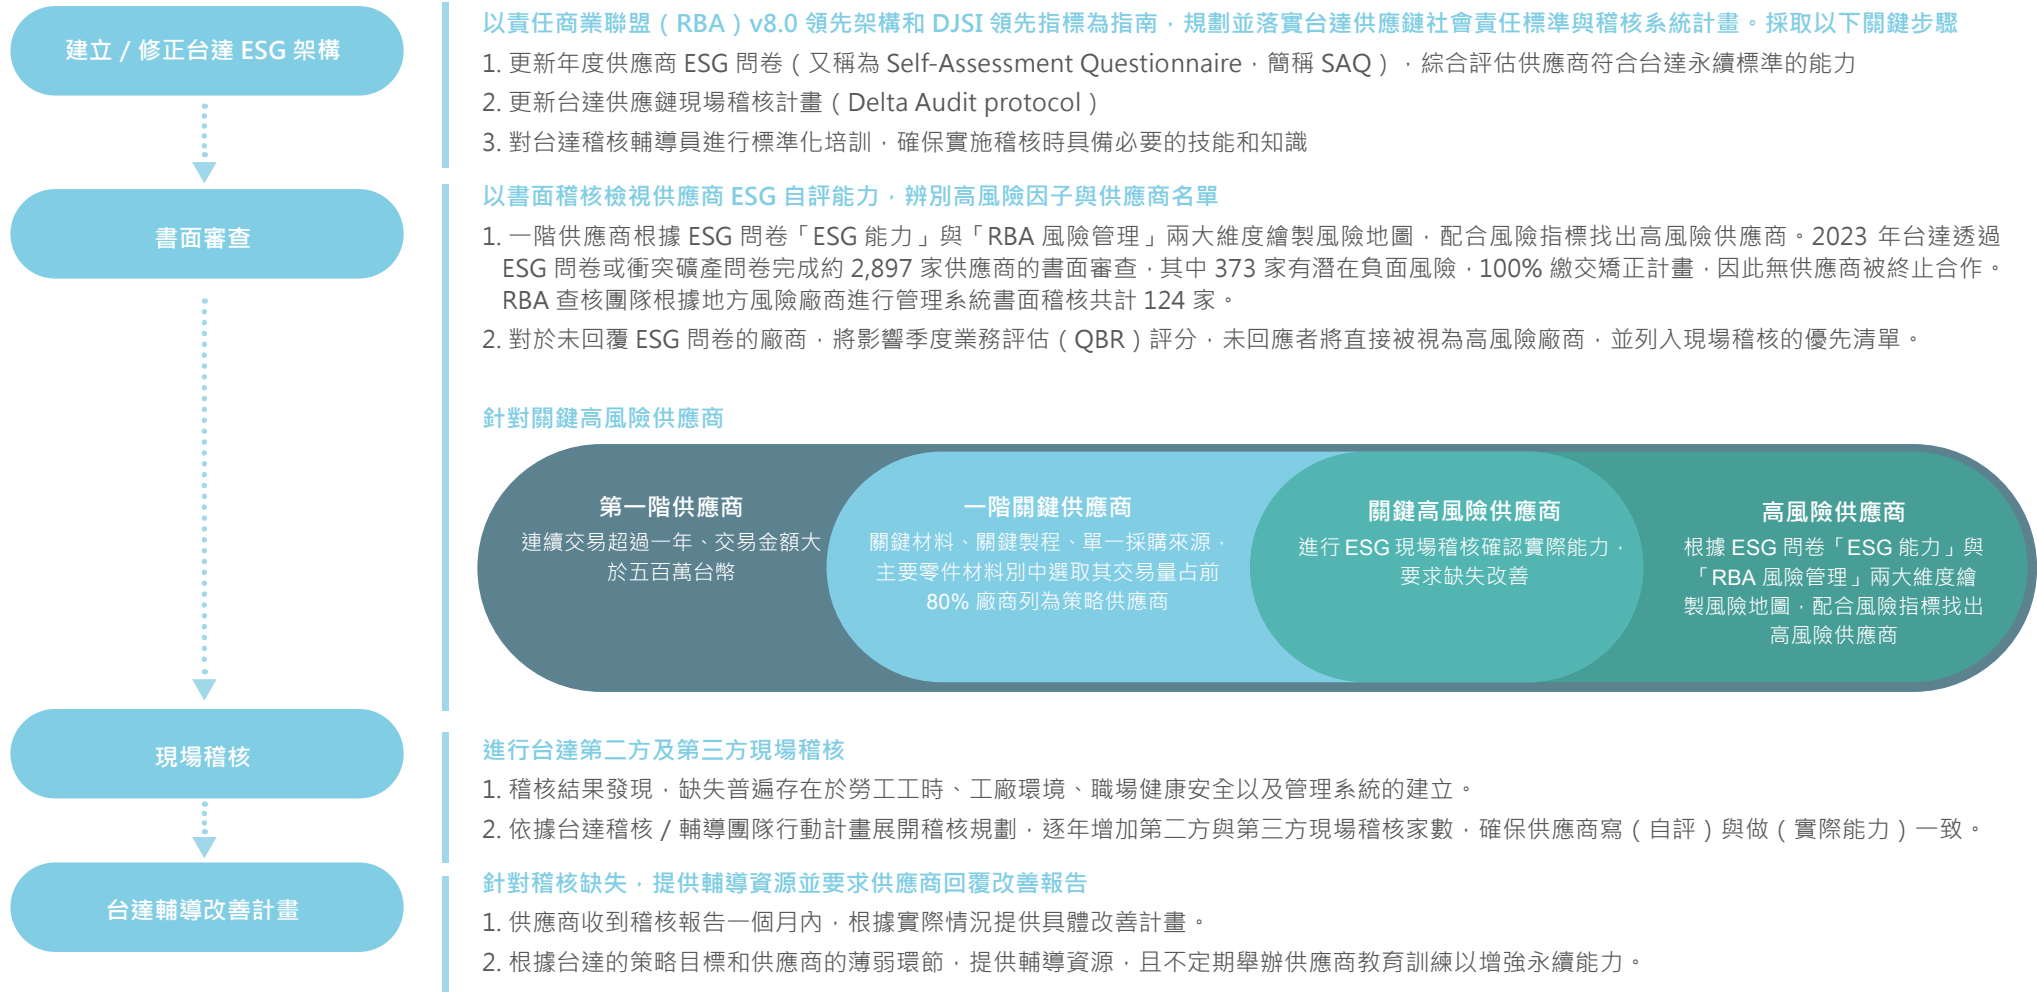 建立 / 修正台達 ESG 架構
以責任商業聯盟（RBA）v8.0 領先架構和 DJSI 領先指標為指南，規劃並落實台達供應鏈社會責任標準與稽核系統計畫。採取以下關鍵步驟
1. 更新年度供應商 ESG 問卷（又稱為 Self-Assessment Questionnaire，簡稱 SAQ），綜合評估供應商符合台達永續標準的能力
2. 更新台達供應鏈現場稽核計畫（Delta Audit protocol）
3. 對台達稽核輔導員進行標準化培訓，確保實施稽核時具備必要的技能和知識
書面審查
以書面稽核檢視供應商 ESG 自評能力，辨別高風險因子與供應商名單
1. 一階供應商根據 ESG 問卷「ESG 能力」與「RBA 風險管理」兩大維度繪製風險地圖，配合風險指標找出高風險供應商。2023 年台達透過
ESG 問卷或衝突礦產問卷完成約 2,897 家供應商的書面審查，其中 373 家有潛在負面風險，100% 繳交矯正計畫，因此無供應商被終止合作。
RBA 查核團隊根據地方風險廠商進行管理系統書面稽核共計 124 家。
2. 對於未回覆 ESG 問卷的廠商，將影響季度業務評估（QBR）評分，未回應者將直接被視為高風險廠商，並列入現場稽核的優先清單。
針對關鍵高風險供應商
第一階供應商
連續交易超過一年、交易金額大
於五百萬台幣
一階關鍵供應商
關鍵材料、關鍵製程、單一採購來源，
主要零件材料別中選取其交易量占前
80% 廠商列為策略供應商
關鍵高風險供應商
進行 ESG 現場稽核確認實際能力，
要求缺失改善
高風險供應商
根據 ESG 問卷「ESG 能力」與
「RBA 風險管理」兩大維度繪
製風險地圖，配合風險指標找出
高風險供應商
現場稽核
進行台達第二方及第三方現場稽核
1. 稽核結果發現，缺失普遍存在於勞工工時、工廠環境、職場健康安全以及管理系統的建立。
2. 依據台達稽核 / 輔導團隊行動計畫展開稽核規劃，逐年增加第二方與第三方現場稽核家數，確保供應商寫（自評）與做（實際能力）一致。
台達輔導改善計畫
針對稽核缺失，提供輔導資源並要求供應商回覆改善報告
1. 供應商收到稽核報告一個月內，根據實際情況提供具體改善計畫。
2. 根據台達的策略目標和供應商的薄弱環節，提供輔導資源，且不定期舉辦供應商教育訓練以增強永續能力。